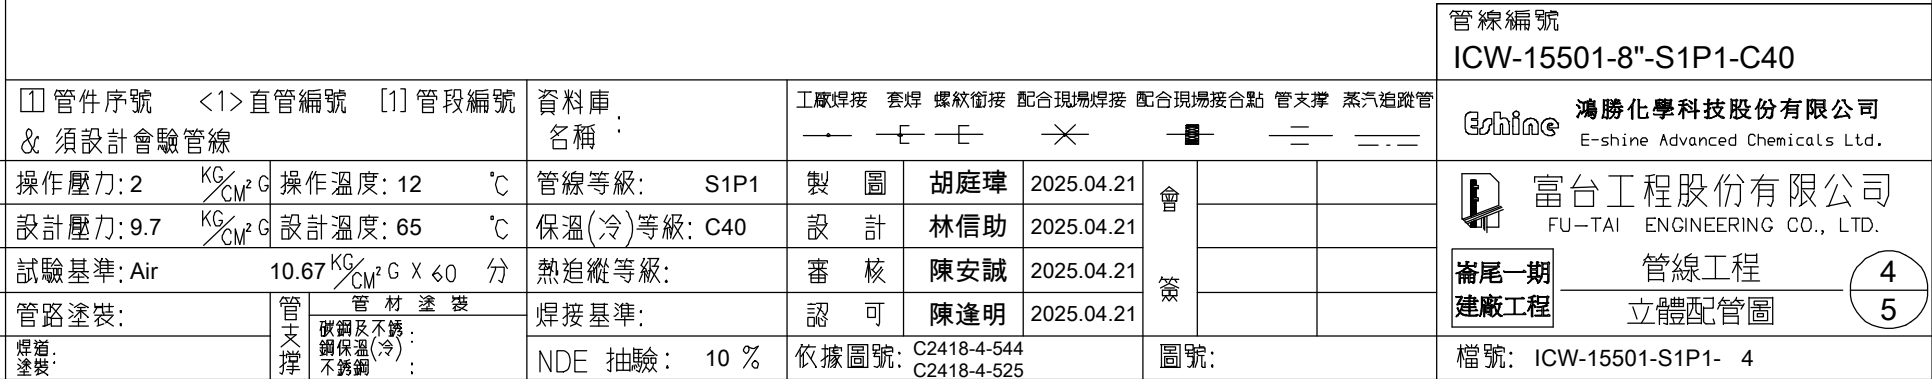 管線編號
ICW-15501-8"-S1P1-C40
1 管件序號 <1>直管編號 [1] 管段編號
& 須設計會驗管線
資料庫
名稱 :
工廠焊接 套焊 螺紋銜接 配合現場焊接 配合現場接合點 管支撐 蒸汽追蹤管
Eshine 鴻勝化學科技股份有限公司
E-shine Advanced Chemicals Ltd.
操作壓力: 2 KG/CM² G 操作溫度: 12 °C 管線等級: S1P1 製 圖 胡庭瑋 2025.04.21
設計壓力: 9.7 KG/CM² G 設計溫度: 65 °C 保溫(冷)等級: C40 設 計 林信助 2025.04.21
試驗基準: Air 10.67 KG/CM² G X 60 分 熱追縱等級: 審 核 陳安誠 2025.04.21
管路塗裝: 管支撐 管材塗裝 焊接基準: 認 可 陳逢明 2025.04.21
會簽
富台工程股份有限公司
FU-TAI ENGINEERING CO., LTD.
崙尾一期
建廠工程
管線工程
立體配管圖
4
5
焊道:
塗裝:
碳鋼及不銹 :
鋼保溫(冷)
不銹鋼 :
NDE 抽驗: 10 %
依據圖號: C2418-4-544
C2418-4-525
圖號:
檔號: ICW-15501-S1P1- 4